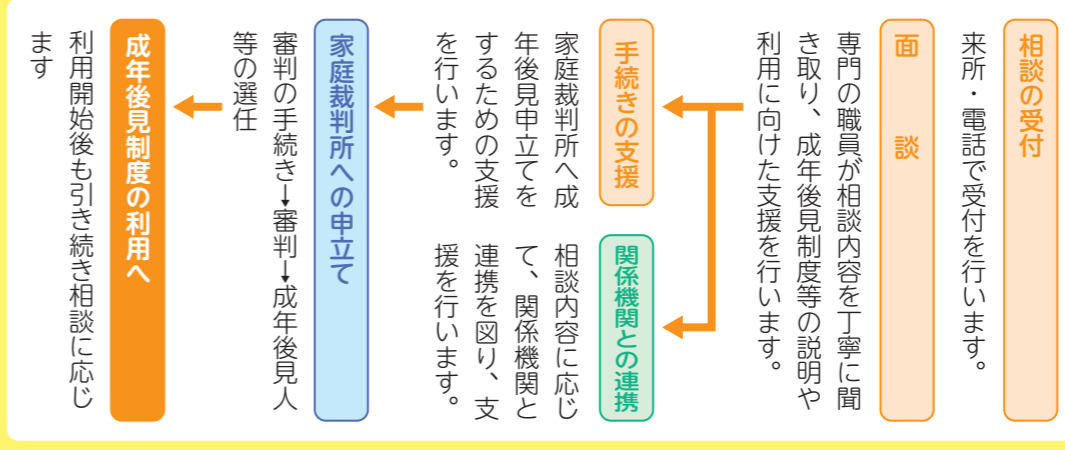 相談の受付
来所・電話で受付を行います。
面談
専門の職員が相談内容を丁寧に聞
き取り、成年後見制度等の説明や
利用に向けた支援を行います。
手続きの支援
家庭裁判所へ成
年後見申立てを
するための支援
を行います。
関係機関との連携
相談内容に応じ
て、関係機関と
連携を図り、支
援を行います。
家庭裁判所への申立て
審判の手続き→審判→成年後見人
等の選任
成年後見制度の利用へ
利用開始後も引き続き相談に応じ
ます